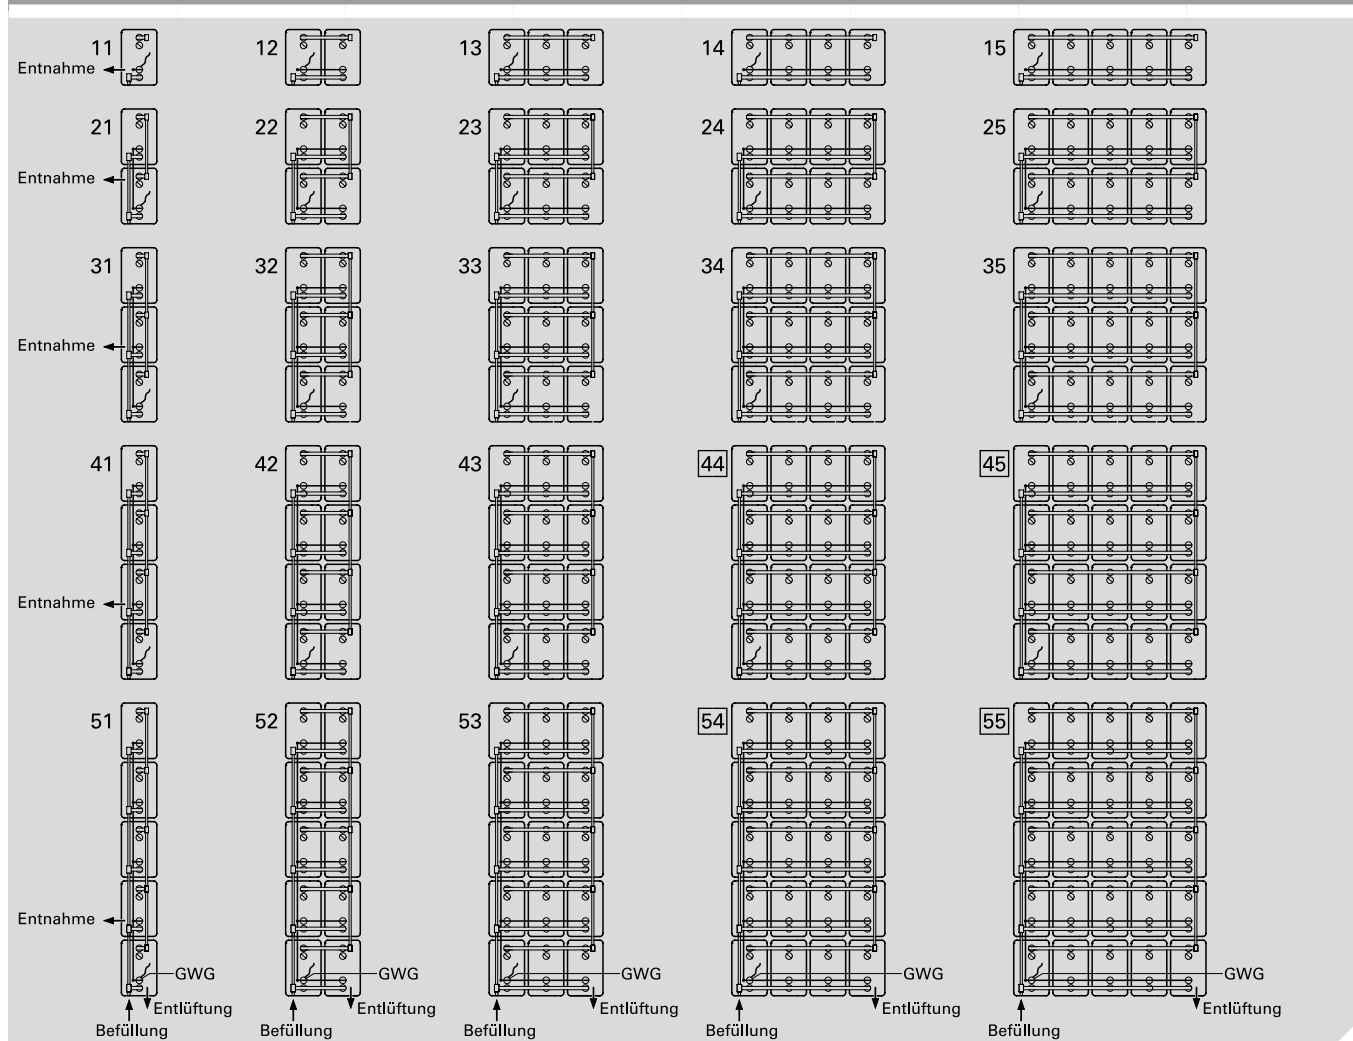 11 12 13 14 15
Entnahme
21 22 23 24 25
Entnahme
31 32 33 34 35
Entnahme
41 42 43 44 45
Entnahme
51 52 53 54 55
Entnahme
GWG GWG GWG GWG GWG
Entlüftung Entlüftung Entlüftung Entlüftung Entlüftung
Befüllung Befüllung Befüllung Befüllung Befüllung